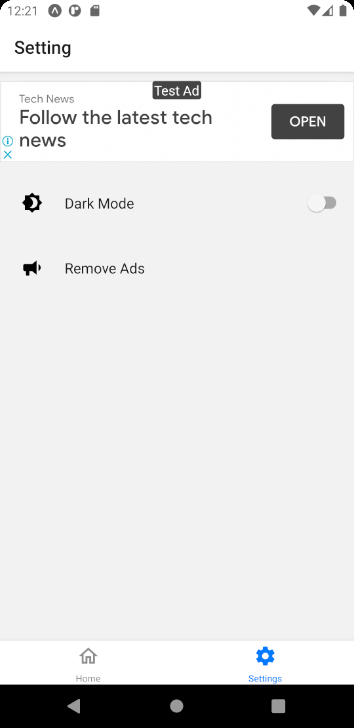 12:21
Setting
Test Ad
Tech News
Follow the latest tech
news
OPEN
Dark Mode
Remove Ads
Home
Settings